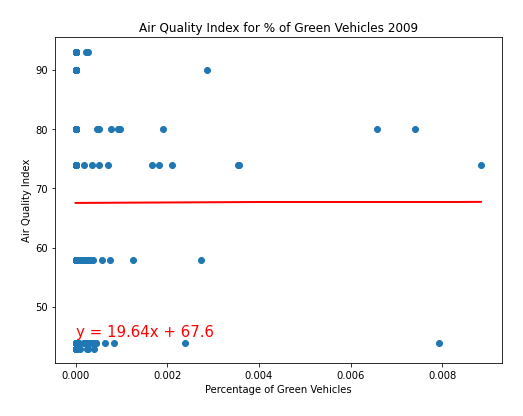 Air Quality Index for % of Green Vehicles 2009
Air Quality Index
90
80
70
60
50
y = 19.64x + 67.6
0.000 0.002 0.004 0.006 0.008
Percentage of Green Vehicles